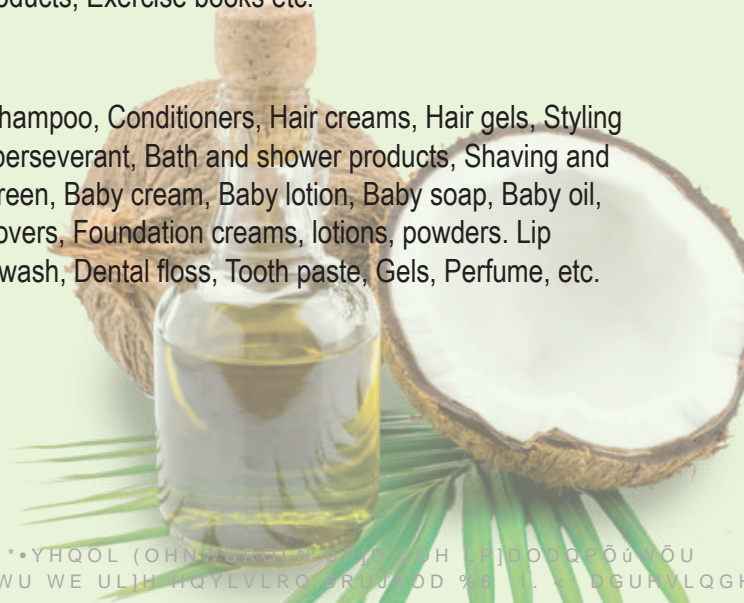 oducts, Exercise books etc.
hampoo, Conditioners, Hair creams, Hair gels, Styling
perseverant, Bath and shower products, Shaving and
reen, Baby cream, Baby lotion, Baby soap, Baby oil,
overs, Foundation creams, lotions, powders. Lip
wash, Dental floss, Tooth paste, Gels, Perfume, etc.